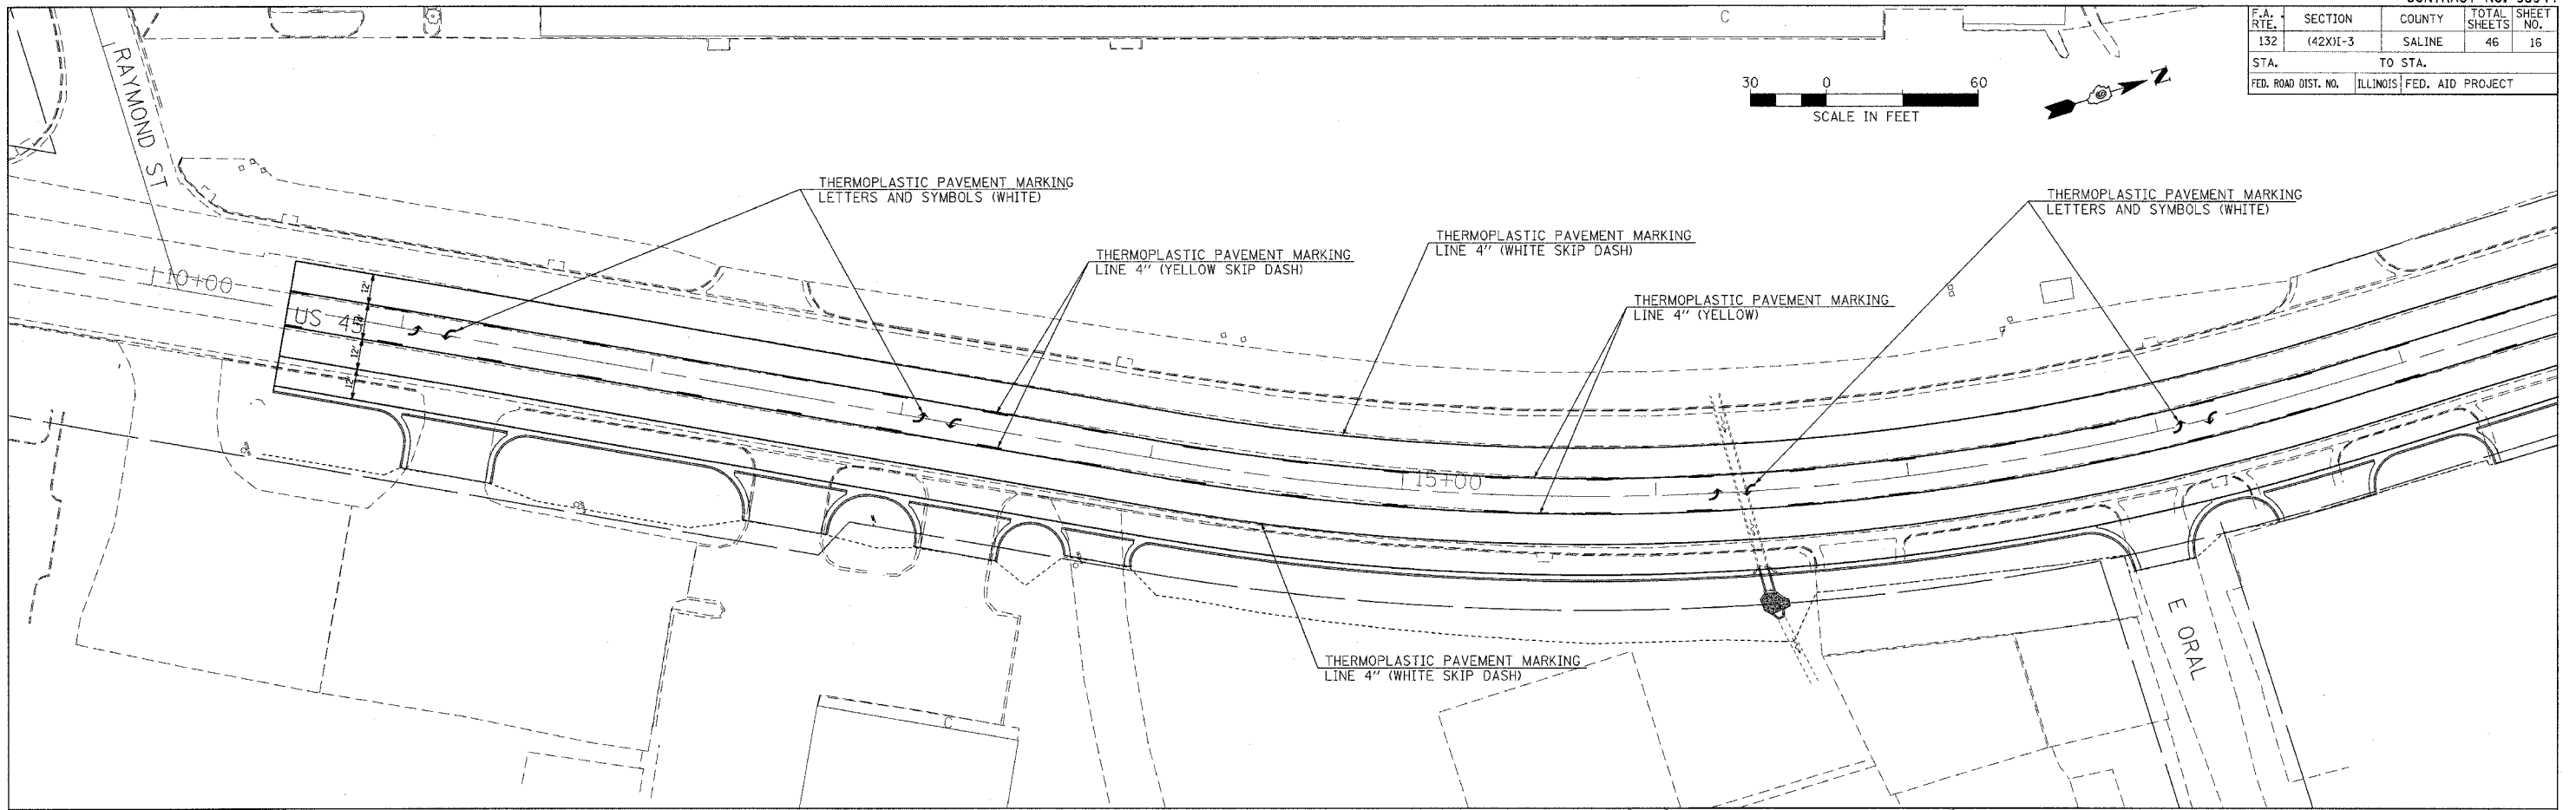 F.A. RTE. SECTION COUNTY TOTAL SHEETS SHEET NO.
132 (42X)I-3 SALINE 46 16
STA. TO STA.
FED. ROAD DIST. NO. ILLINOIS FED. AID PROJECT
C
30 0 60
SCALE IN FEET
N
RAYMOND ST
THERMOPLASTIC PAVEMENT MARKING
LETTERS AND SYMBOLS (WHITE)
THERMOPLASTIC PAVEMENT MARKING
LETTERS AND SYMBOLS (WHITE)
THERMOPLASTIC PAVEMENT MARKING
LINE 4" (WHITE SKIP DASH)
THERMOPLASTIC PAVEMENT MARKING
LINE 4" (YELLOW SKIP DASH)
THERMOPLASTIC PAVEMENT MARKING
LINE 4" (YELLOW)
110+00
US 45
12'
12'
12'
115+00
E ORAL
THERMOPLASTIC PAVEMENT MARKING
LINE 4" (WHITE SKIP DASH)
C